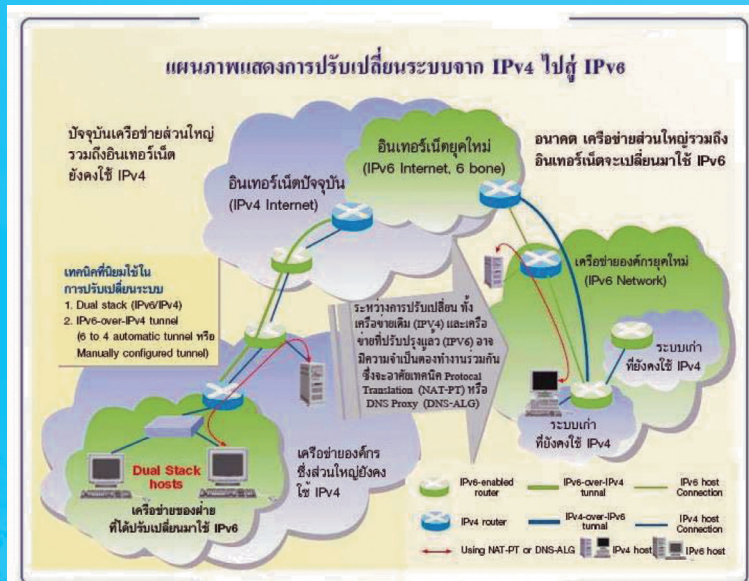 แผนภาพแสดงการปรับเปลี่ยนระบบจาก IPv4 ไปสู่ IPv6
ปัจจุบันเครือข่ายส่วนใหญ่
รวมถึงอินเทอร์เน็ต
ยังคงใช้ IPv4
อินเทอร์เน็ตปัจจุบัน
(IPv4 Internet)
อินเทอร์เน็ตยุคใหม่
(IPv6 Internet, 6 bone)
อนาคต เครือข่ายส่วนใหญ่รวมถึง
อินเทอร์เน็ตจะเปลี่ยนมาใช้ IPv6
เทคนิคที่นิยมใช้ใน
การปรับเปลี่ยนระบบ
1. Dual stack (IPv6/IPv4)
2. IPv6-over-IPv4 tunnel
(6 to 4 automatic tunnel หรือ
Manually configured tunnel)
ระหว่างการปรับเปลี่ยน ทั้ง
เครือข่ายเดิม (IPV4) และเครือ
ข่ายที่ปรับปรุงแล้ว (IPV6) อาจ
มีความจำเป็นต้องทำงานร่วมกัน
ซึ่งจะอาศัยเทคนิค Protocal
Translation (NAT-PT) หรือ
DNS Proxy (DNS-ALG)
เครือข่ายองค์กรยุคใหม่
(IPv6 Network)
ระบบเก่า
ที่ยังคงใช้ IPv4
ระบบเก่า
ที่ยังคงใช้ IPv4
Dual Stack
hosts
เครือข่ายของฝ่าย
ที่ได้ปรับเปลี่ยนมาใช้ IPv6
เครือข่ายองค์กร
ซึ่งส่วนใหญ่ยังคง
ใช้ IPv4
IPv6-enabled
router
IPv6-over-IPv4
tunnal
IPv6 host
Connection
IPv4 router
IPv4-over-IPv6
tunnal
IPv4 host
Connection
Using NAT-PT or DNS-ALG
IPv4 host
IPv6 host